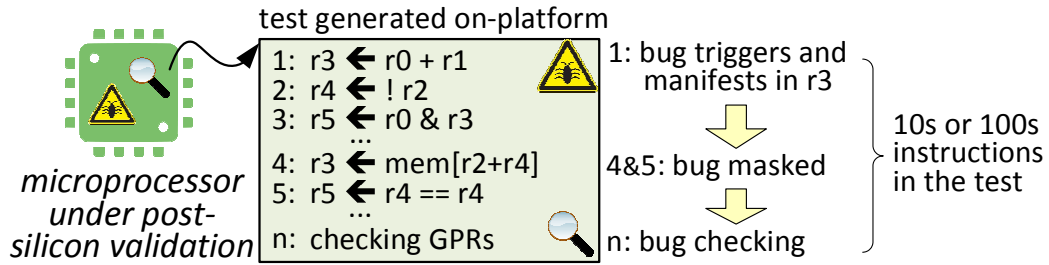 test generated on-platform
1: r3 ← r0 + r1
2: r4 ← ! r2
3: r5 ← r0 & r3
...
4: r3 ← mem[r2+r4]
5: r5 ← r4 == r4
...
n: checking GPRs
microprocessor
under post-
silicon validation
1: bug triggers and
manifests in r3
4&5: bug masked
n: bug checking
10s or 100s
instructions
in the test